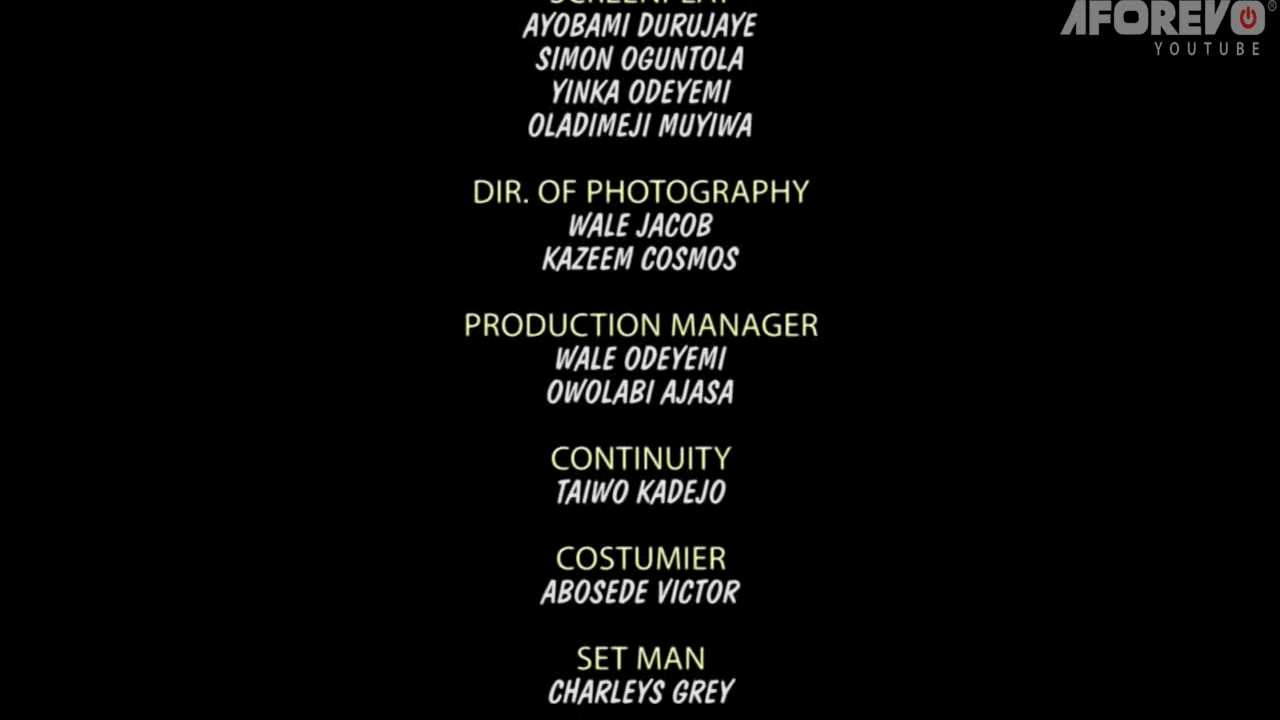 SCREENPLAY
AYOBAMI DURUJAYE
SIMON OGUNTOLA
YINKA ODEYEMI
OLADIMEJI MUYIWA
DIR. OF PHOTOGRAPHY
WALE JACOB
KAZEEM COSMOS
PRODUCTION MANAGER
WALE ODEYEMI
OWOLABI AJASA
CONTINUITY
TAIWO KADEJO
COSTUMIER
ABOSEDE VICTOR
SET MAN
CHARLEYS GREY
AFOREVO®
YOUTUBE